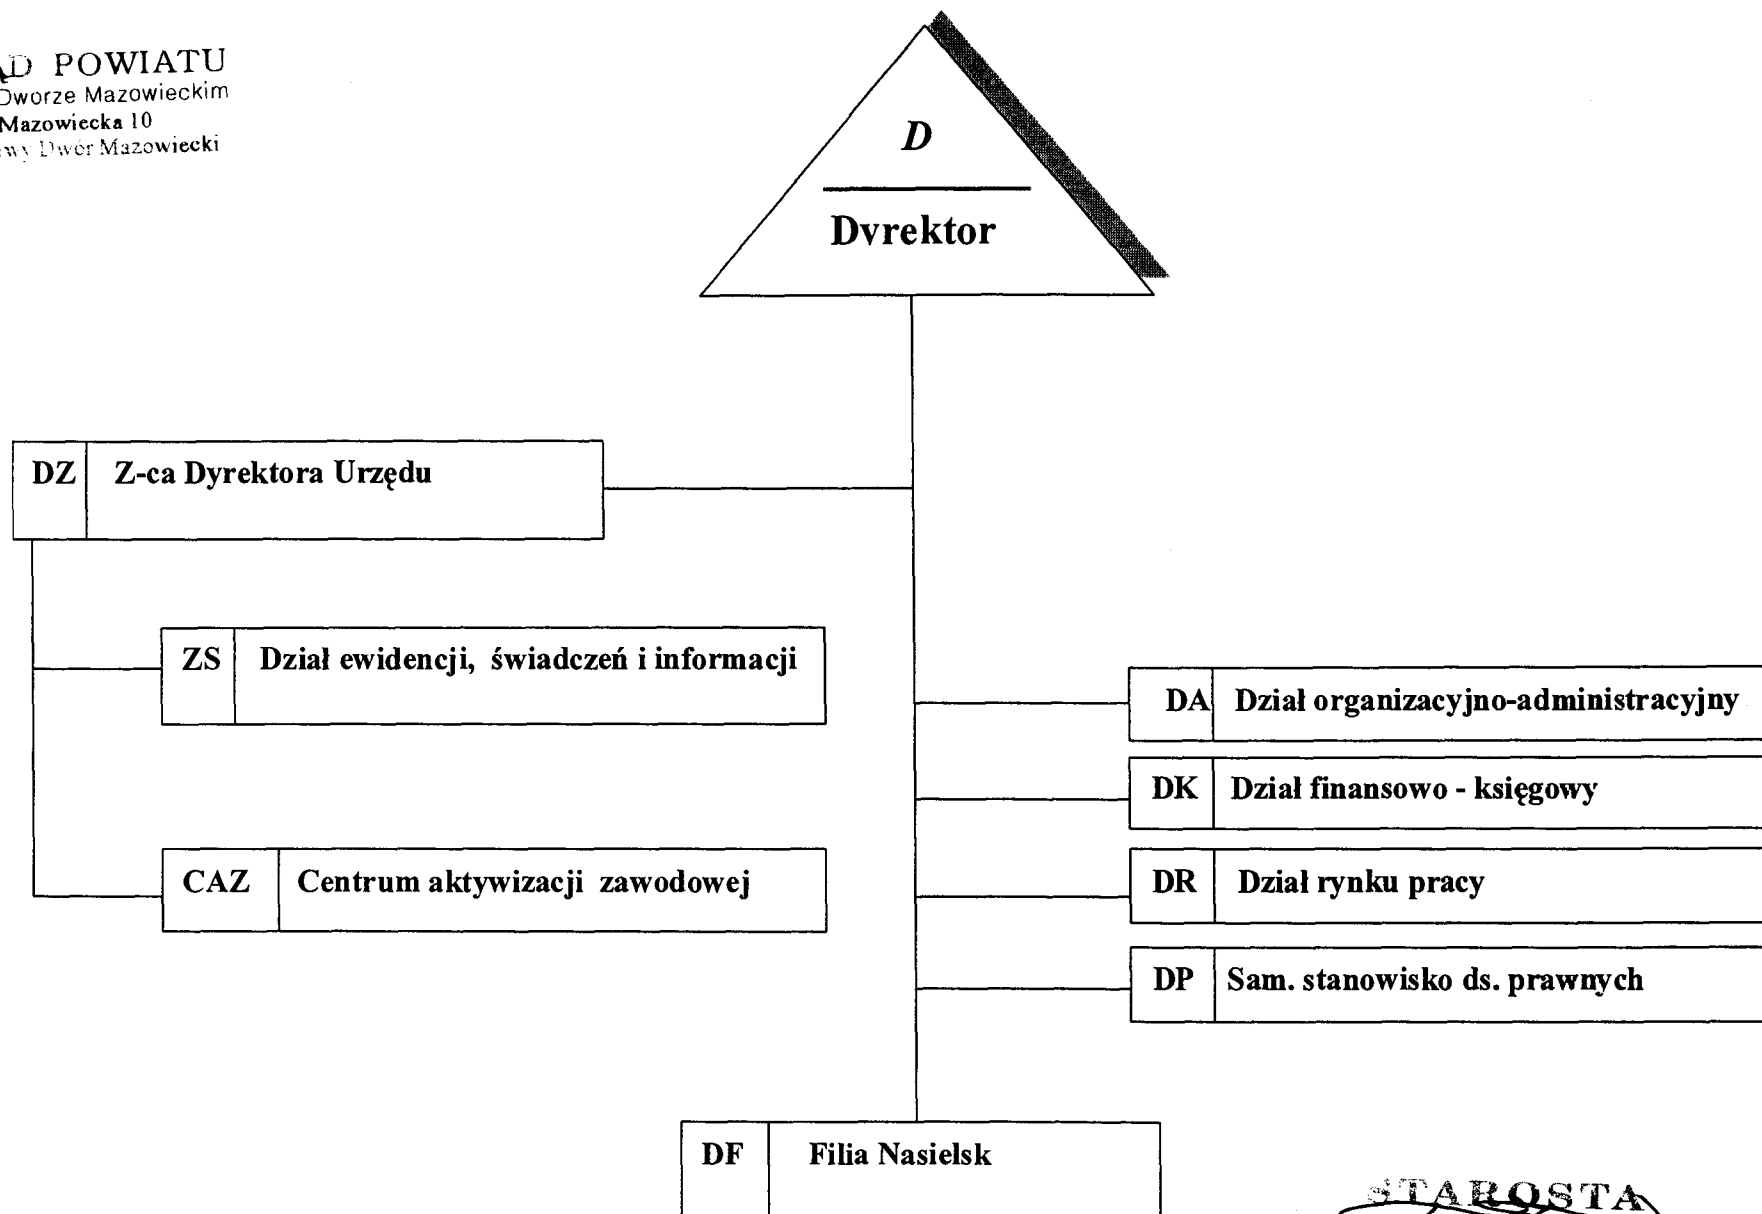 POWIATU
Dworze Mazowieckim
Mazowiecka 10
Dwór Mazowiecki
D
Dyrektor
DZ Z-ca Dyrektora Urzędu
ZS Dział ewidencji, świadczeń i informacji
CAZ Centrum aktywizacji zawodowej
DA Dział organizacyjno-administracyjny
DK Dział finansowo - księgowy
DR Dział rynku pracy
DP Sam. stanowisko ds. prawnych
DF Filia Nasielsk
STAROSTA